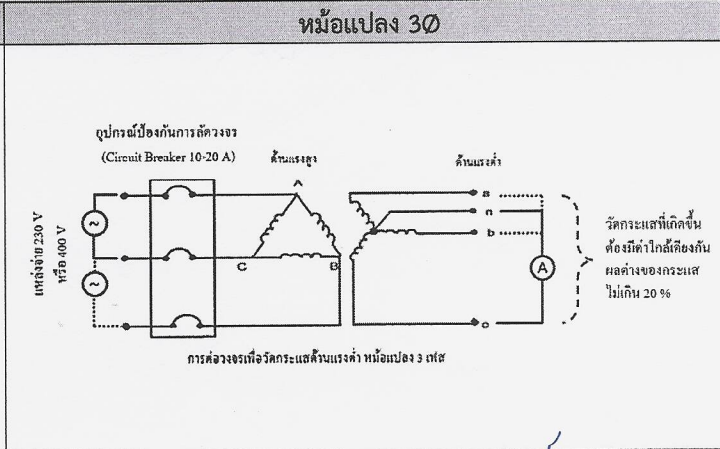 หม้อแปลง 3Ø
อุปกรณ์ป้องกันการลัดวงจร
(Circuit Breaker 10-20 A)
ด้านแรงสูง
ด้านแรงต่ำ
A
C
B
a
n
b
c
A
แหล่งจ่าย 230 V
หรือ 400 V
วัดกระแสที่เกิดขึ้น
ต้องมีค่าใกล้เคียงกัน
ผลต่างของกระแส
ไม่เกิน 20 %
การต่อวงจรเพื่อวัดกระแสด้านแรงต่ำ หม้อแปลง 3 เฟส